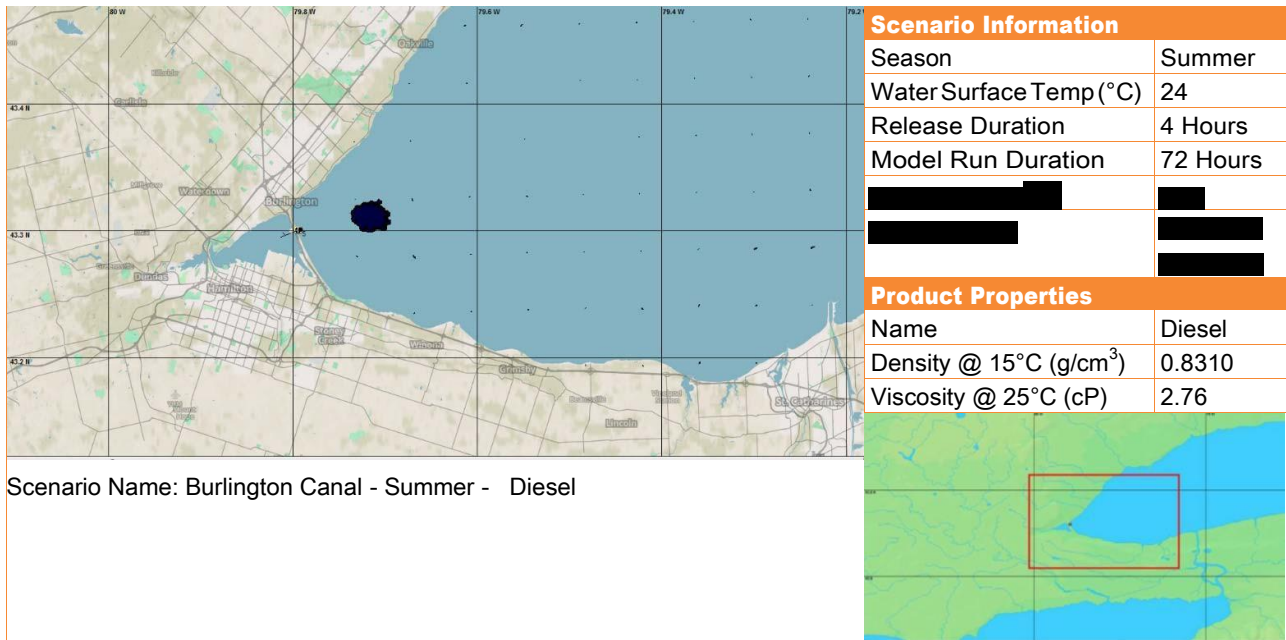 80 W
79.8 W
79.6 W
79.4 W
79.2 W
Oakville
Carlisle
43.4 N
Waterdown
Burlington
43.3 N
Dundas
Hamilton
Stoney
Creek
Winona
43.2 N
Grimsby
St. Catharines
Lincoln
Scenario Name: Burlington Canal - Summer - Diesel
Scenario Information
Season Summer
Water Surface Temp (°C) 24
Release Duration 4 Hours
Model Run Duration 72 Hours
Product Properties
Name Diesel
Density @ 15°C (g/cm³) 0.8310
Viscosity @ 25°C (cP) 2.76